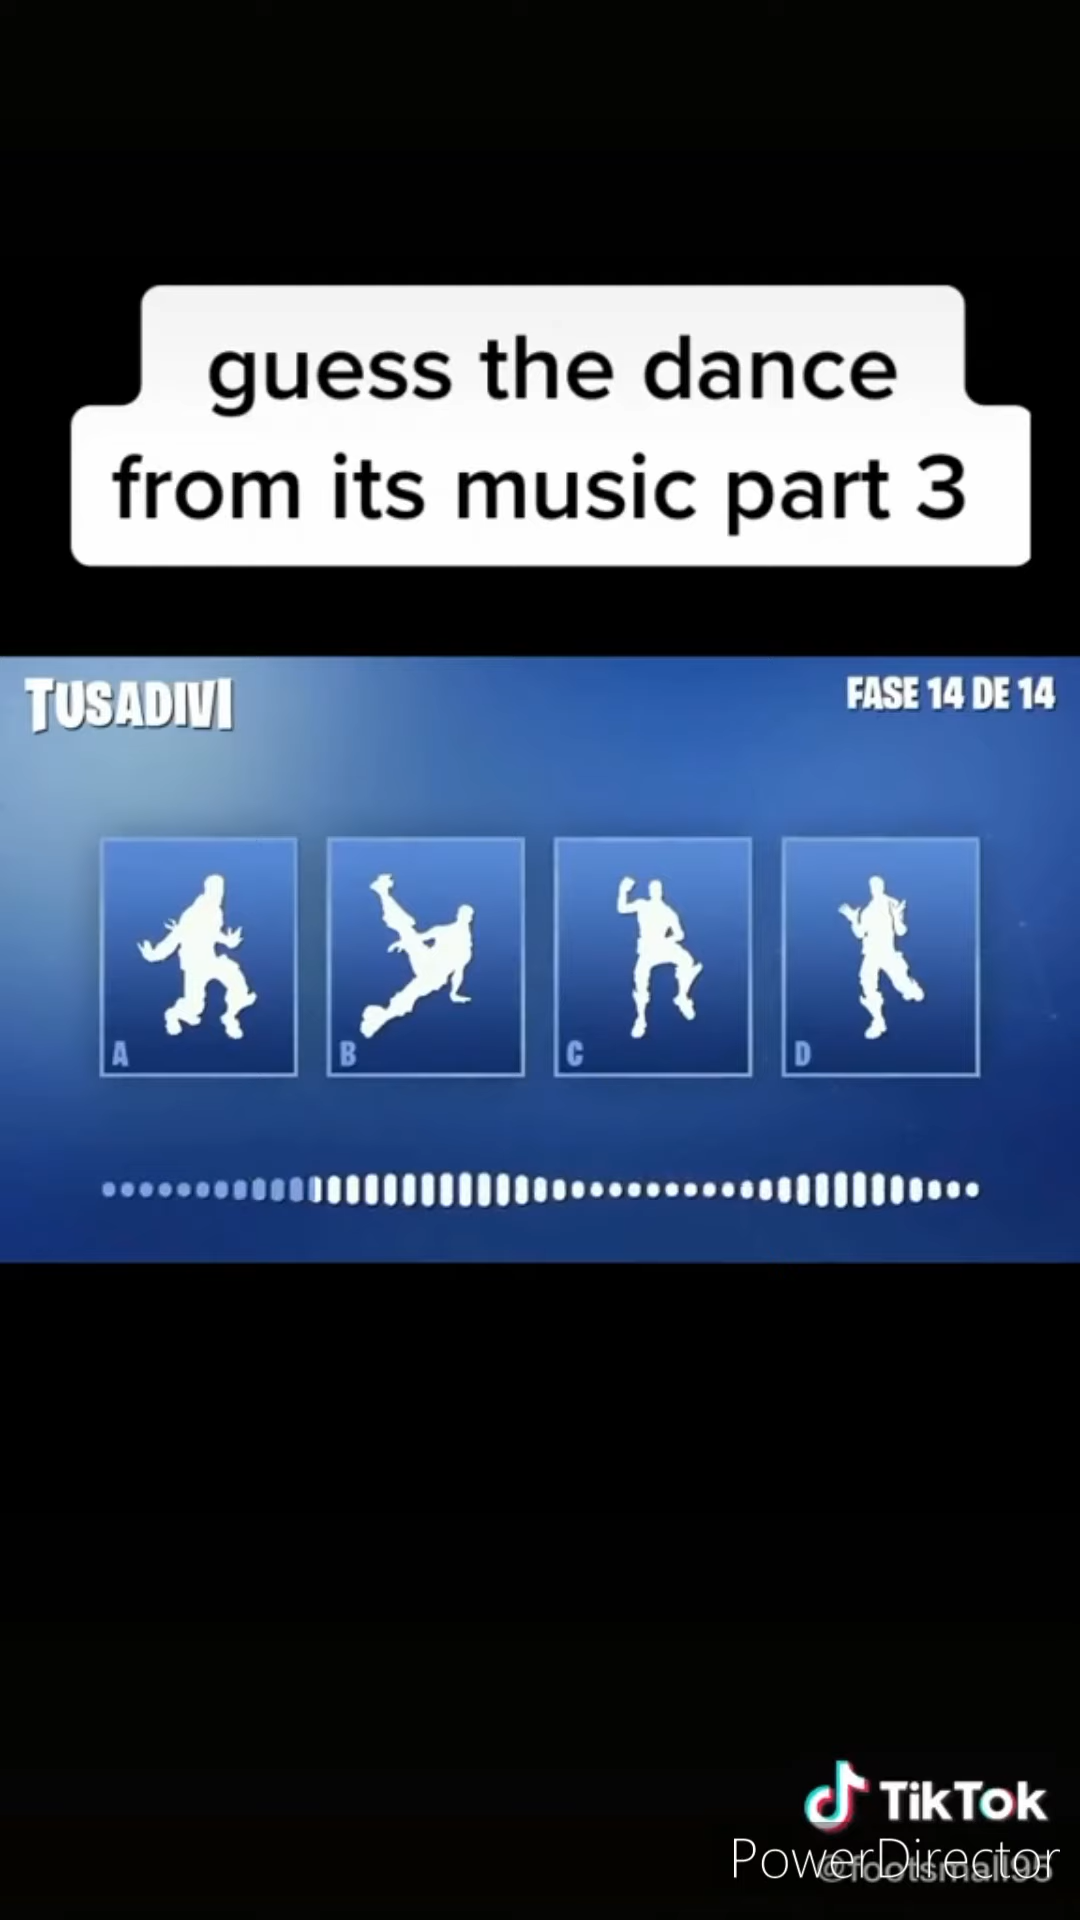 guess the dance
from its music part 3
TUSADIVI
FASE 14 DE 14
A
B
C
D
TikTok
PowerDirector